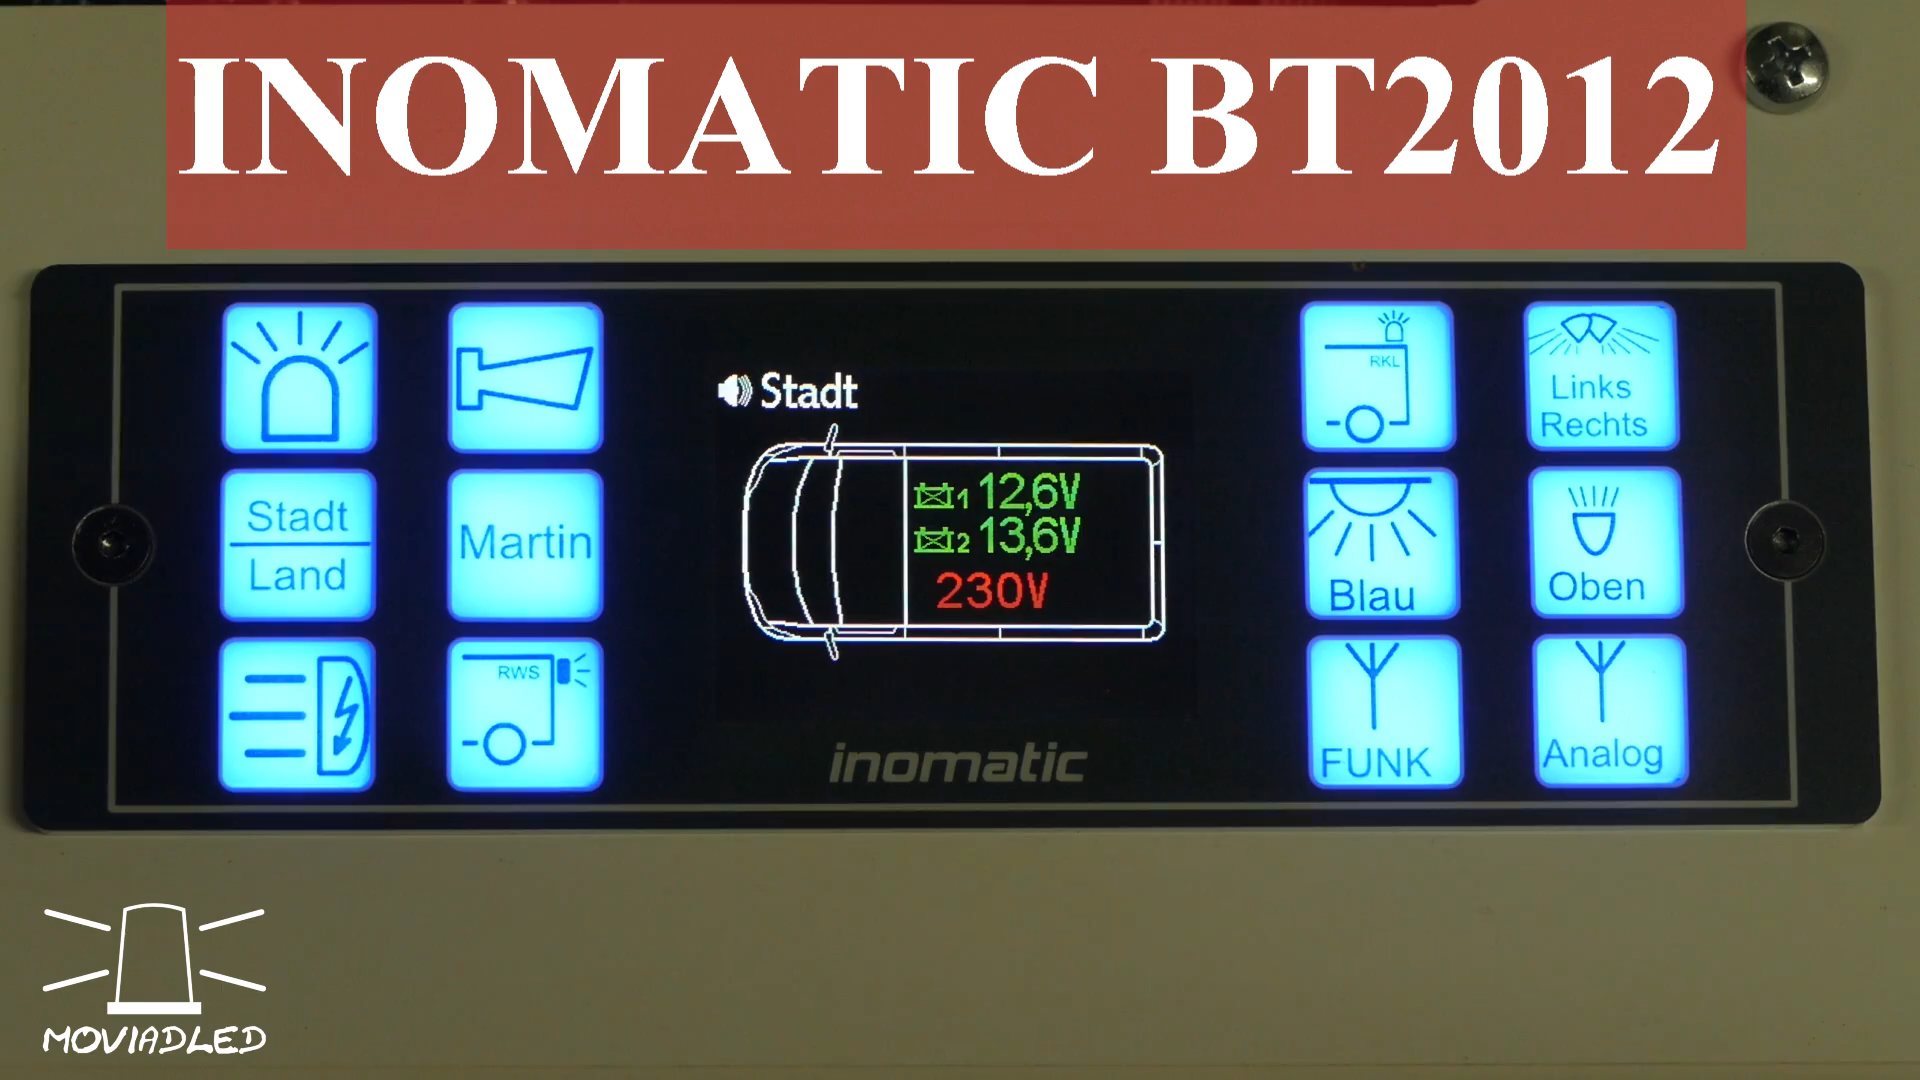 INOMATIC BT2012
Stadt
Land
Martin
RWS
Stadt
1 12,6V
2 13,6V
230V
inomatic
RKL
Links
Rechts
Blau
Oben
FUNK
Analog
MOVIADLED